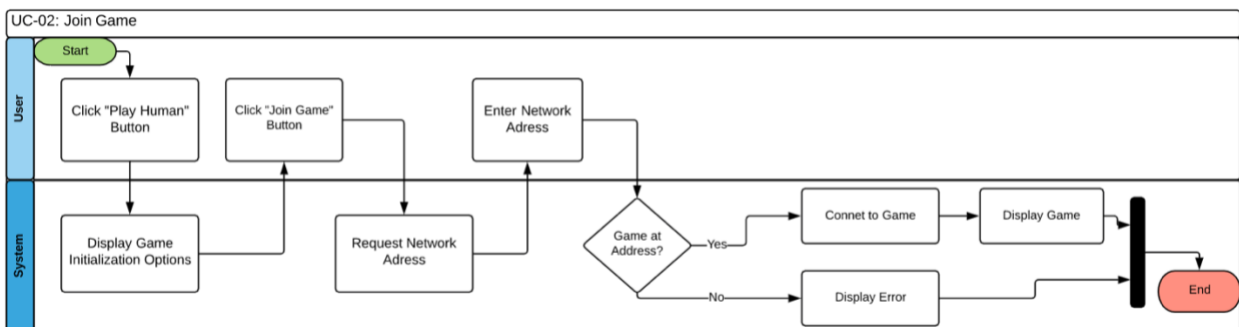 UC-02: Join Game
User
Start
Click "Play Human"
Button
Click "Join Game"
Button
Enter Network
Adress
System
Display Game
Initialization Options
Request Network
Adress
Game at
Address?
Yes
Connet to Game
Display Game
No
Display Error
End